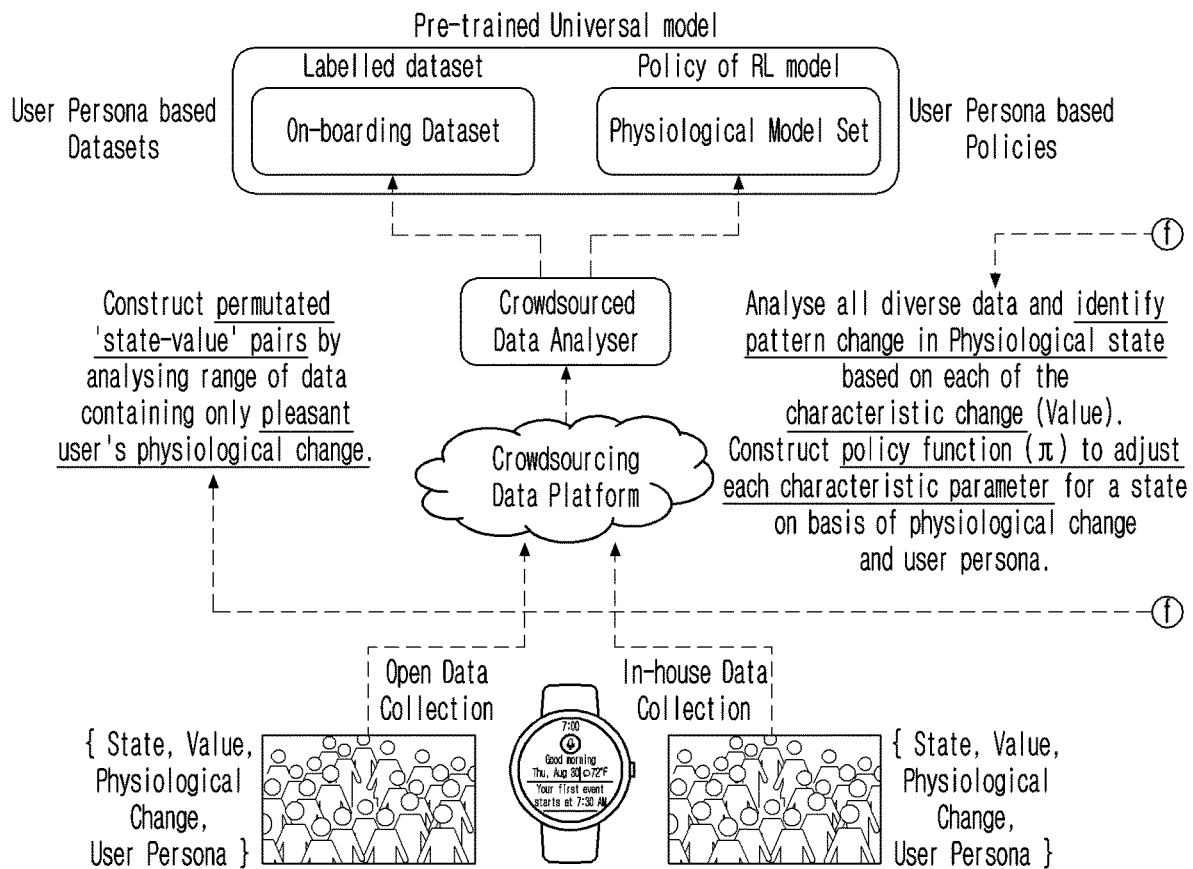 Pre-trained Universal model
Labelled dataset
Policy of RL model
User Persona based
Datasets
On-boarding Dataset
Physiological Model Set
User Persona based
Policies
f
Construct permutated
'state-value' pairs by
analysing range of data
containing only pleasant
user's physiological change.
Crowdsourced
Data Analyser
Analyse all diverse data and identify
pattern change in Physiological state
based on each of the
characteristic change (Value).
Construct policy function (π) to adjust
each characteristic parameter for a state
on basis of physiological change
and user persona.
Crowdsourcing
Data Platform
f
Open Data
Collection
In-house Data
Collection
{ State, Value,
Physiological
Change,
User Persona }
7:00
Good morning
Thu, Aug 30 72°F
Your first event
starts at 7:30 AM
{ State, Value,
Physiological
Change,
User Persona }